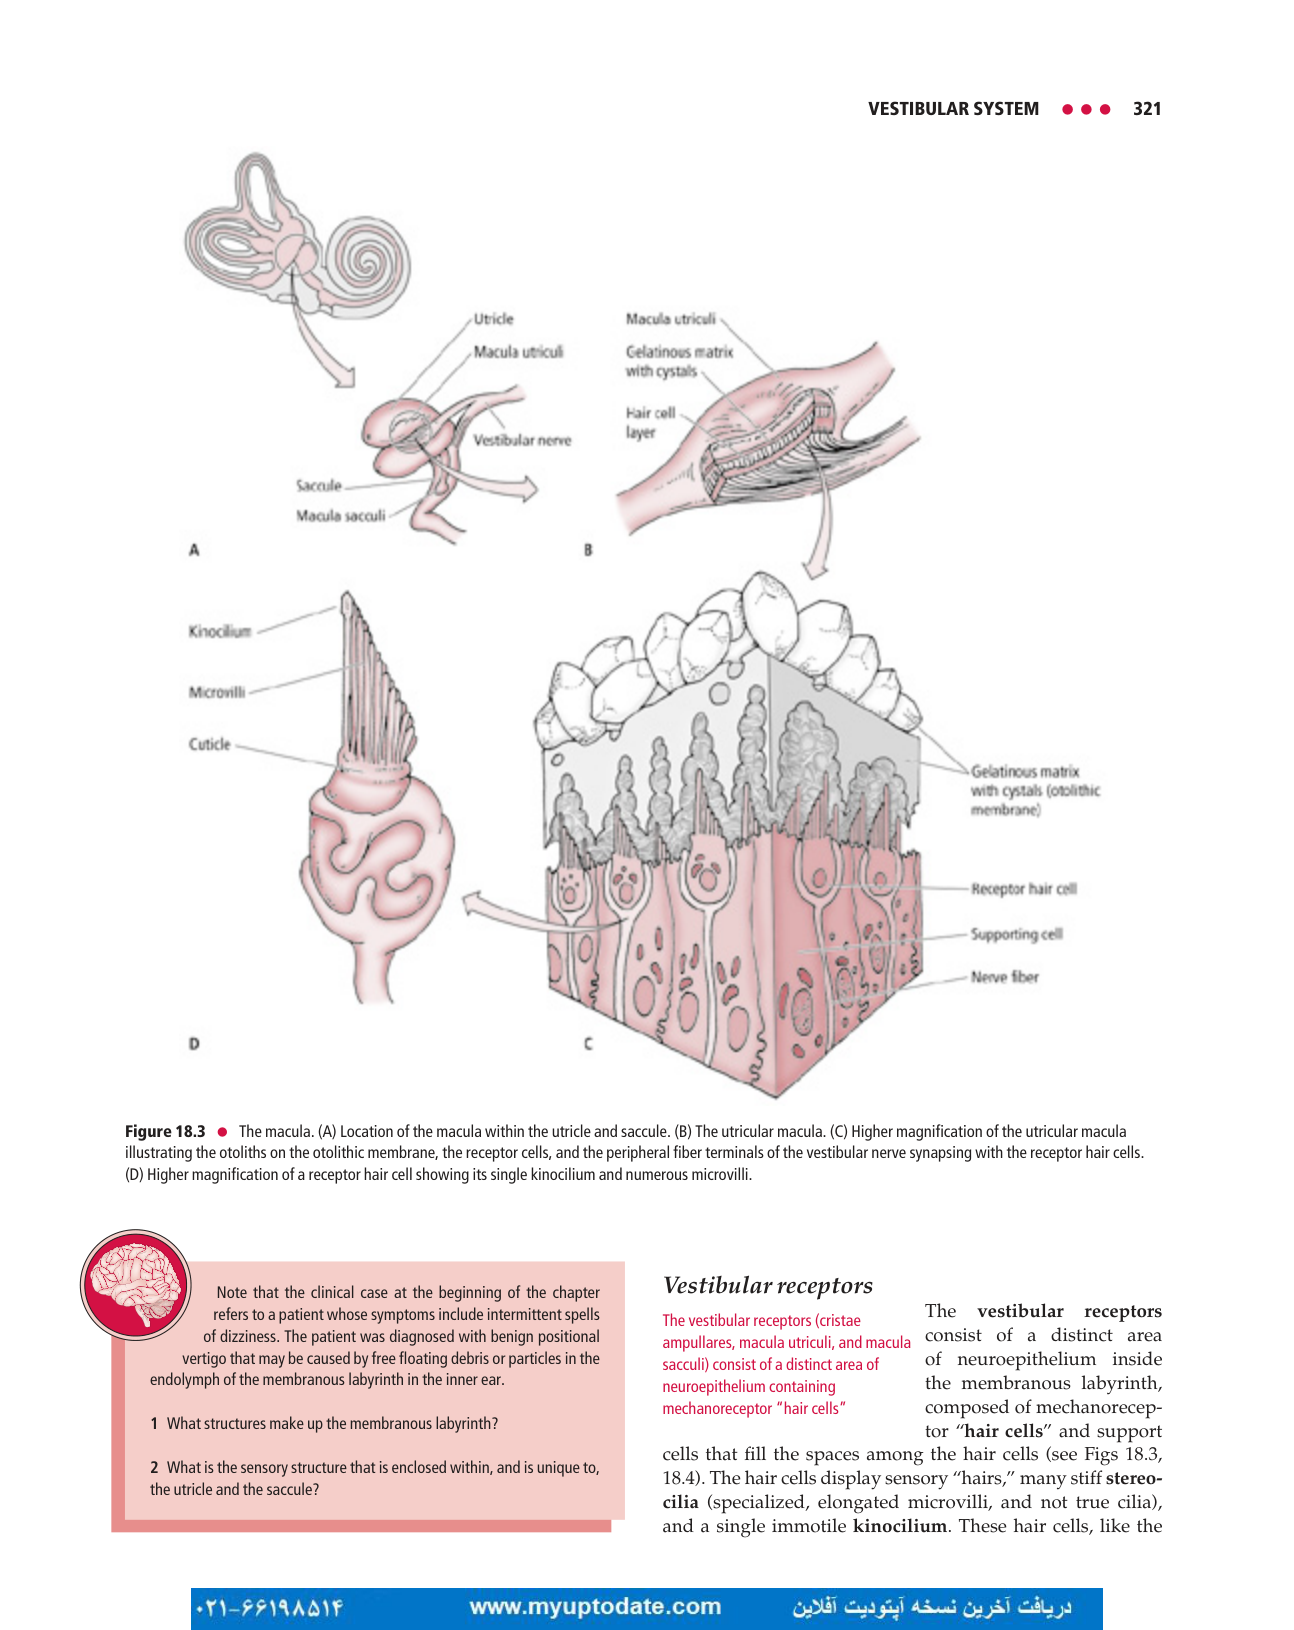 VESTIBULAR SYSTEM ● ● ● 321
Utricle
Macula utriculi
Vestibular nerve
Saccule
Macula sacculi
A
Macula utriculi
Gelatinous matrix
with cystals
Hair cell
layer
B
Kinocilium
Microvilli
Cuticle
D
Gelatinous matrix
with cystals (otolithic
membrane)
Receptor hair cell
Supporting cell
Nerve fiber
C
Figure 18.3 ● The macula. (A) Location of the macula within the utricle and saccule. (B) The utricular macula. (C) Higher magnification of the utricular macula
illustrating the otoliths on the otolithic membrane, the receptor cells, and the peripheral fiber terminals of the vestibular nerve synapsing with the receptor hair cells.
(D) Higher magnification of a receptor hair cell showing its single kinocilium and numerous microvilli.
Note that the clinical case at the beginning of the chapter
refers to a patient whose symptoms include intermittent spells
of dizziness. The patient was diagnosed with benign positional
vertigo that may be caused by free floating debris or particles in the
endolymph of the membranous labyrinth in the inner ear.
1 What structures make up the membranous labyrinth?
2 What is the sensory structure that is enclosed within, and is unique to,
the utricle and the saccule?
Vestibular receptors
The vestibular receptors (cristae
ampullares, macula utriculi, and macula
sacculi) consist of a distinct area of
neuroepithelium containing
mechanoreceptor “hair cells”
The vestibular receptors
consist of a distinct area
of neuroepithelium inside
the membranous labyrinth,
composed of mechanorecep-
tor “hair cells” and support
cells that fill the spaces among the hair cells (see Figs 18.3,
18.4). The hair cells display sensory “hairs,” many stiff stereo-
cilia (specialized, elongated microvilli, and not true cilia),
and a single immotile kinocilium. These hair cells, like the
۰۲۱-۶۶۱۹۸۵۱۴ www.myuptodate.com دریافت آخرین نسخه آپتودیت آفلاین